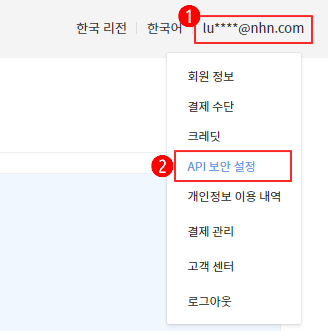 한국 리전 한국어 lu****@nhn.com
1
회원 정보
결제 수단
크레딧
2 API 보안 설정
개인정보 이용 내역
결제 관리
고객 센터
로그아웃